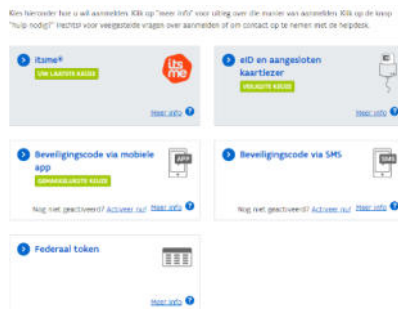 Kies hieronder hoe u wil aanmelden. Klik op "meer info" voor uitleg over die manier van aanmelden. Klik op de knop
"hulp nodig?" rechts voor veelgestelde vragen over aanmelden of om contact op te nemen met de helpdesk.
itsme®
UW LAATSTE KEUZE
its
me
Meer info ?
eID en aangesloten
kaartlezer
VEILIGSTE KEUZE
Meer info ?
Beveiligingscode via mobiele
app
GEMAKKELIJKSTE KEUZE
APP
Nog niet geactiveerd? Activeer nu! Meer info ?
Beveiligingscode via SMS
SMS
Nog niet geactiveerd? Activeer nu! Meer info ?
Federaal token
Meer info ?